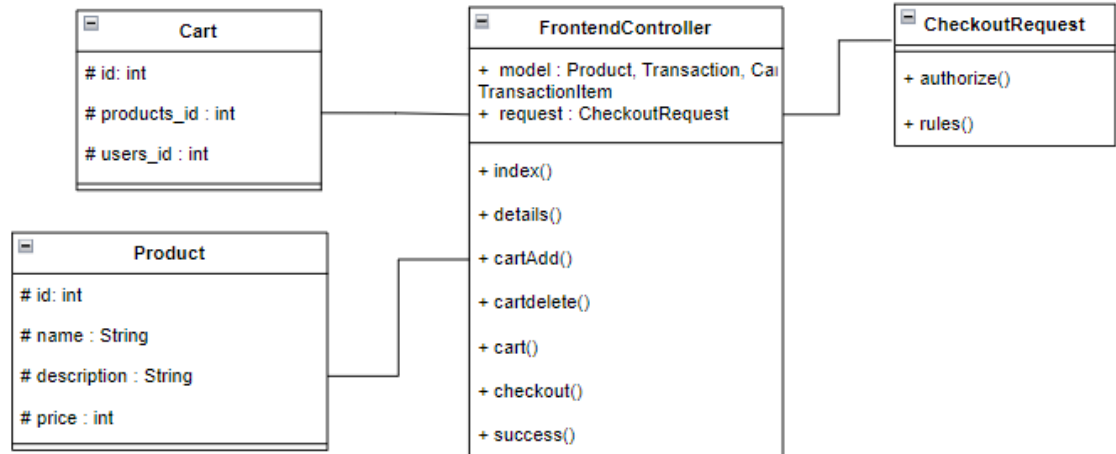 Cart
# id: int
# products_id : int
# users_id : int
Product
# id: int
# name : String
# description : String
# price : int
FrontendController
+ model : Product, Transaction,
TransactionItem
+ request : CheckoutRequest
+ index()
+ details()
+ cartAdd()
+ cartdelete()
+ cart()
+ checkout()
+ success()
CheckoutRequest
+ authorize()
+ rules()